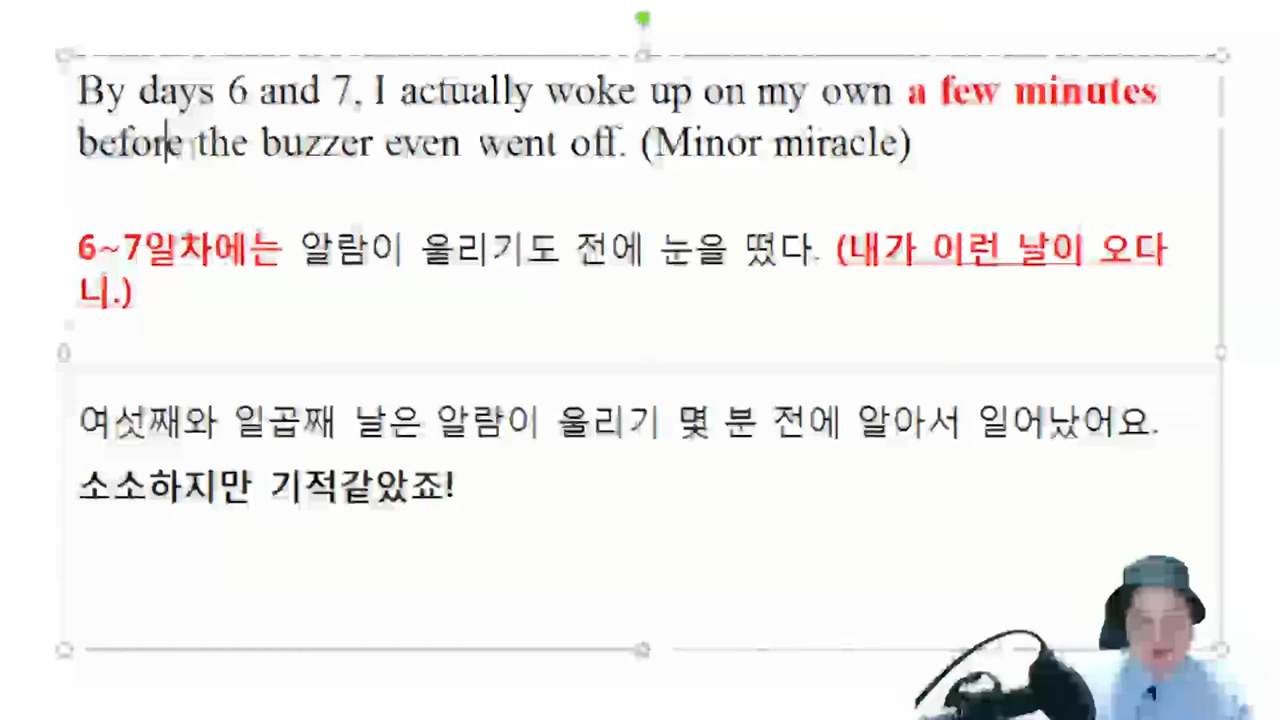 By days 6 and 7, I actually woke up on my own a few minutes
before the buzzer even went off. (Minor miracle)
6~7일차에는 알람이 울리기도 전에 눈을 떴다. (내가 이런 날이 오다
니.)
여섯째와 일곱째 날은 알람이 울리기 몇 분 전에 알아서 일어났어요.
소소하지만 기적같았죠!